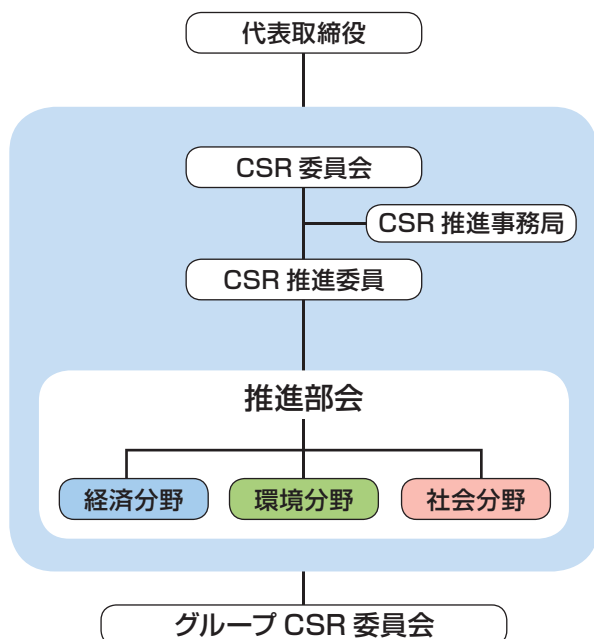 代表取締役
CSR 委員会
CSR 推進事務局
CSR 推進委員
推進部会
経済分野
環境分野
社会分野
グループ CSR 委員会